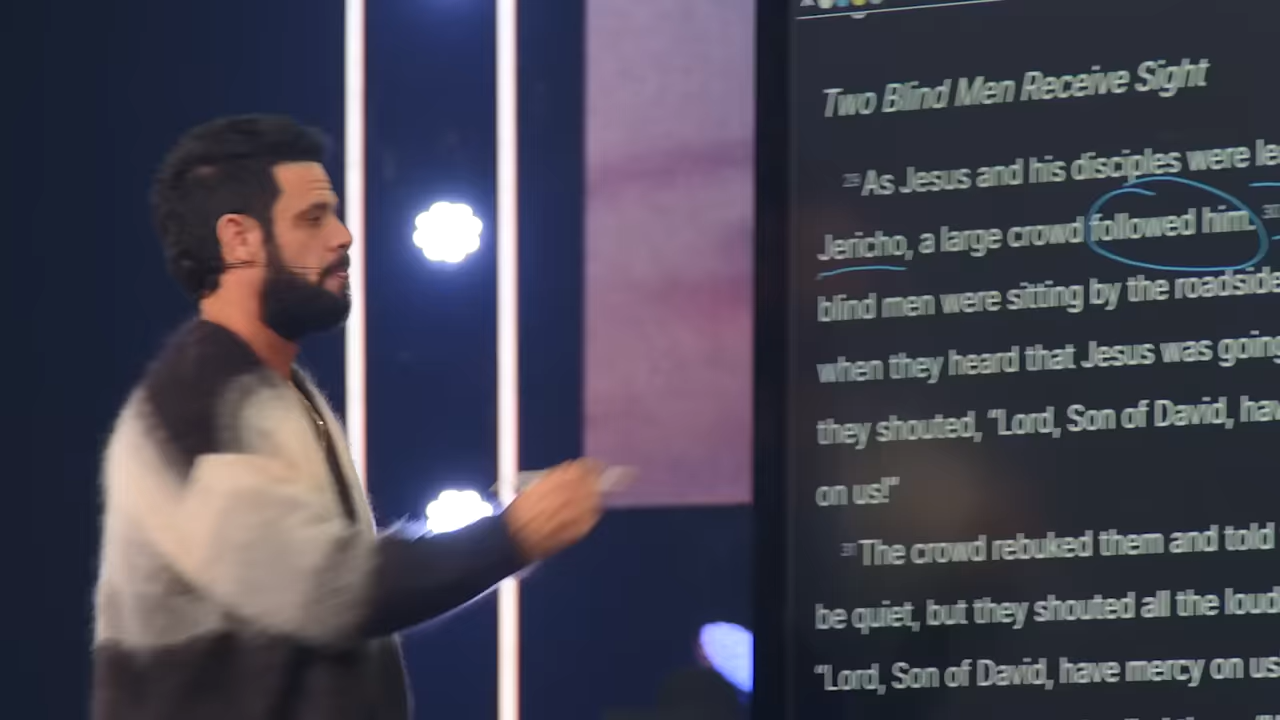 Two Blind Men Receive Sight
29 As Jesus and his disciples were le
Jericho, a large crowd followed him. 30
blind men were sitting by the roadside
when they heard that Jesus was going
they shouted, “Lord, Son of David, hav
on us!”
31 The crowd rebuked them and told
be quiet, but they shouted all the loud
“Lord, Son of David, have mercy on us